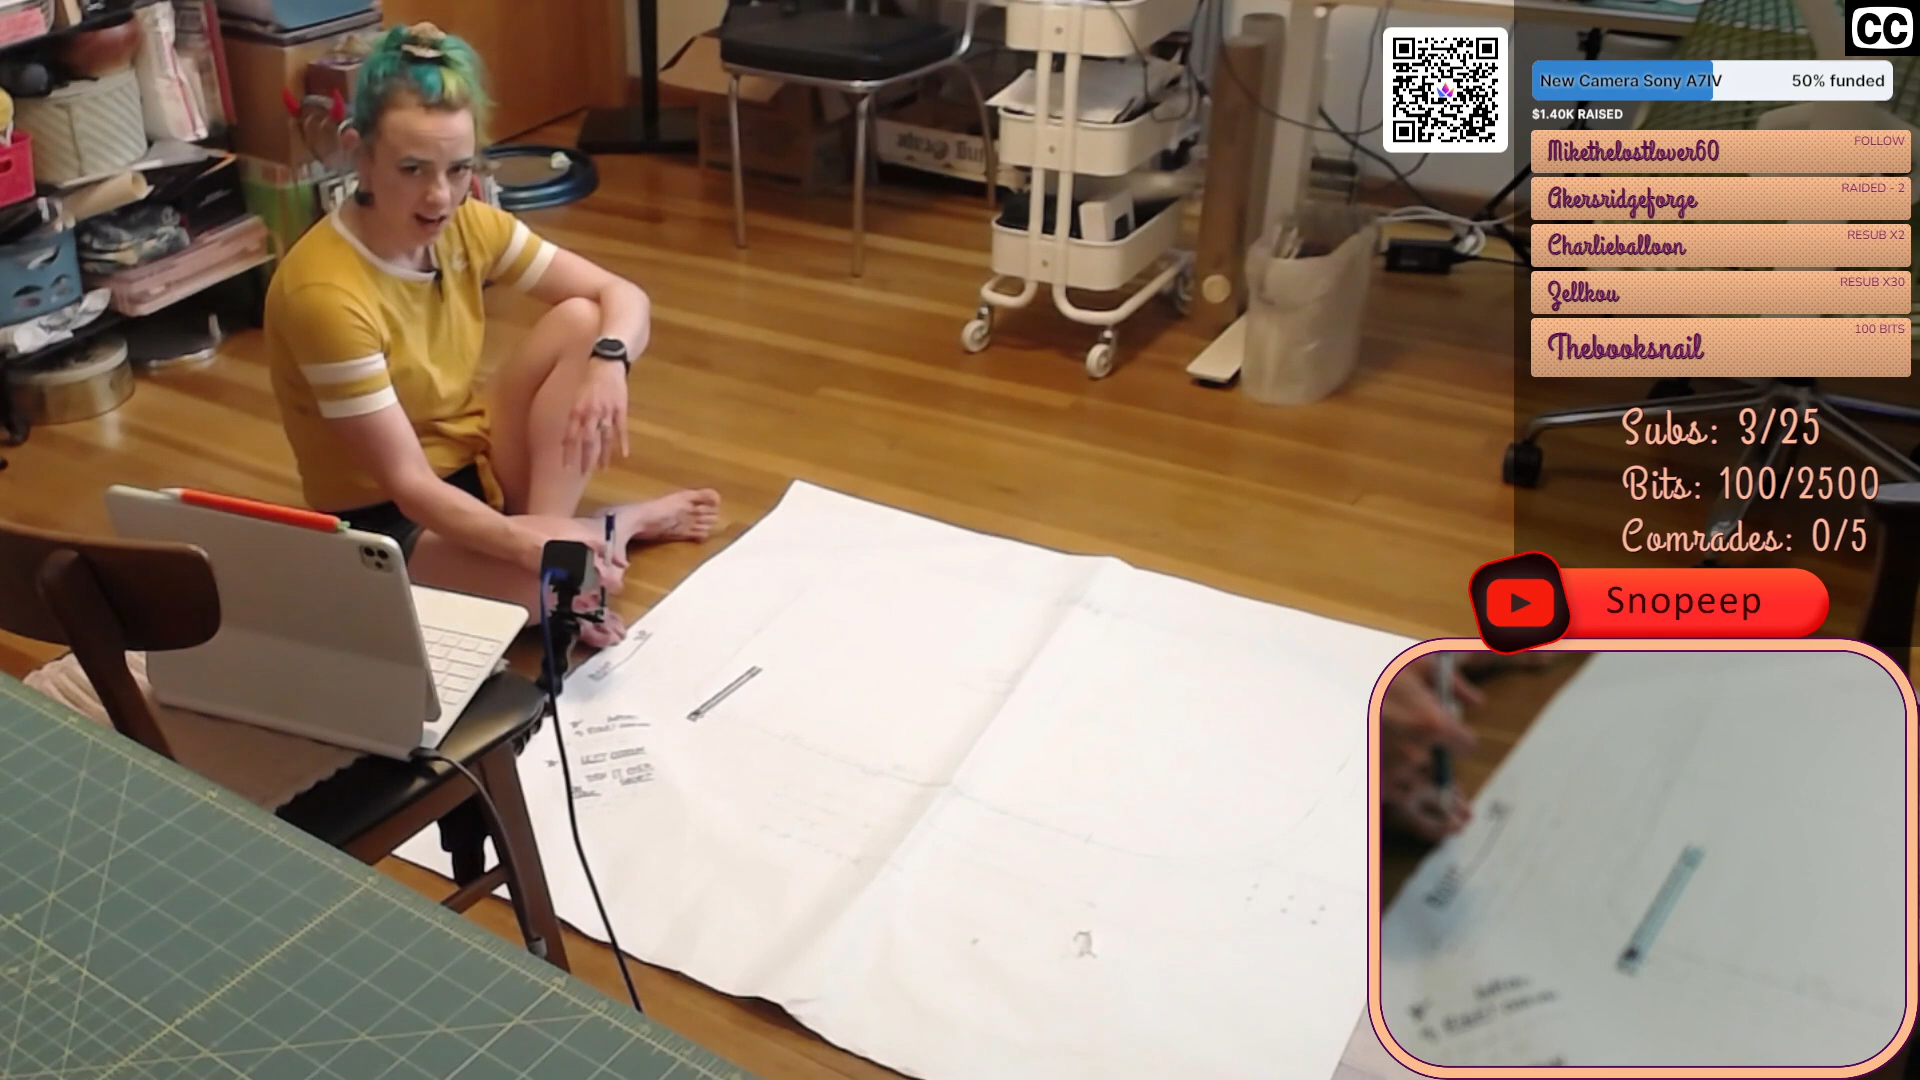 CC
New Camera Sony A7IV 50% funded
$1.40K RAISED
Mikethelostlover60 FOLLOW
Akersridgeforge RAIDED - 2
Charlieballoon RESUB X2
Zellkou RESUB X30
Thebooksnail 100 BITS
Subs: 3/25
Bits: 100/2500
Comrades: 0/5
Snopeep